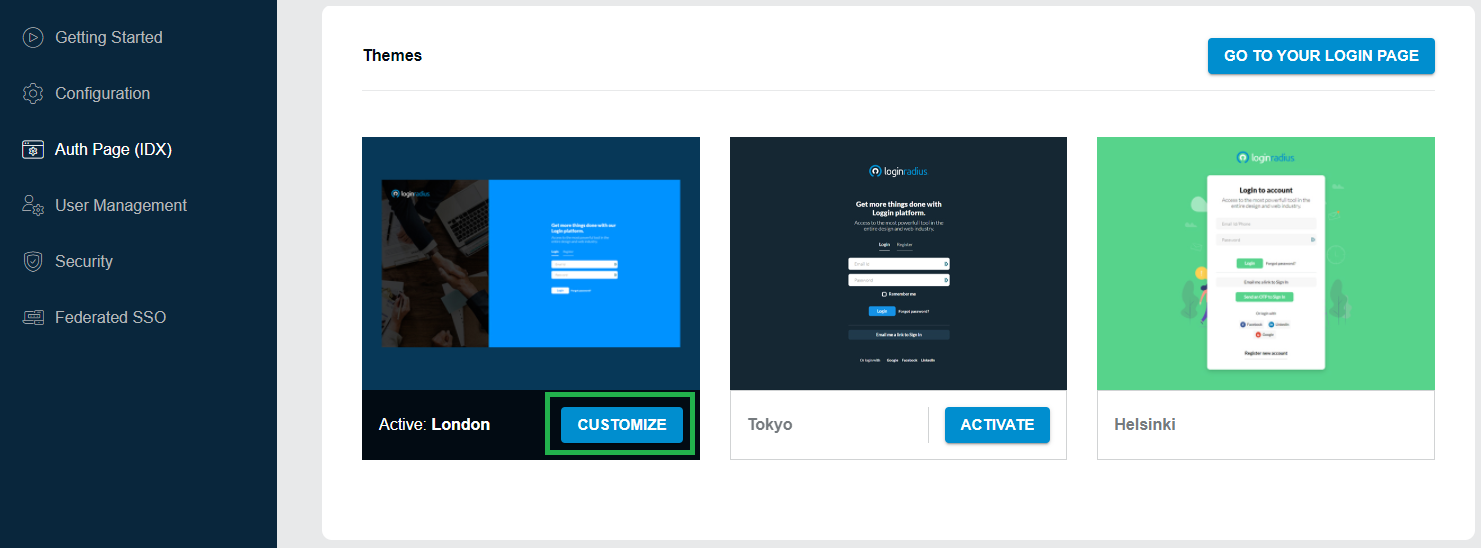 Getting Started
Configuration
Auth Page (IDX)
User Management
Security
Federated SSO
Themes
GO TO YOUR LOGIN PAGE
loginradius
Get more things done with our
Login platform.
Login Register
Login Forgot password?
Active: London
CUSTOMIZE
loginradius
Get more things done with
Loggin platform.
Access to the most powerfull tool in the
entire design and web industry.
Login Register
Email Id
Password
Remember me
Login Forgot password?
Email me a link to Sign In
Google Facebook LinkedIn
Tokyo
ACTIVATE
loginradius
Login to account
Access to the most powerfull tool in the
entire design and web industry.
Email Id/Phone
Password
Login Forgot password?
Email me a link to Sign In
Send an OTP to Sign In
Or login with
Facebook LinkedIn
Google
Register new account
Helsinki